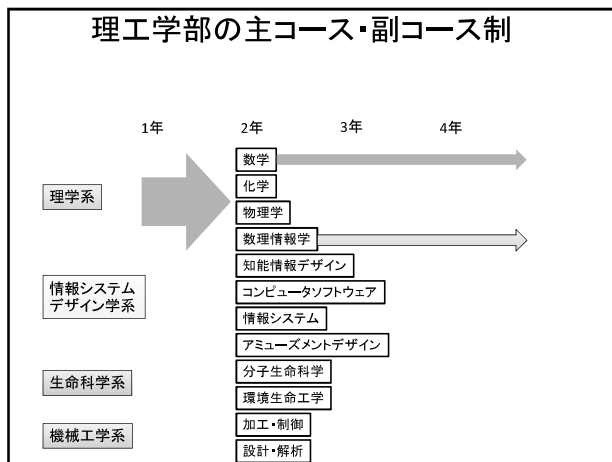 理工学部の主コース・副コース制
1年
2年
3年
4年
数学
化学
理学系
物理学
数理情報学
知能情報デザイン
情報システム
デザイン学系
コンピュータソフトウェア
情報システム
アミューズメントデザイン
分子生命科学
生命科学系
環境生命工学
加工・制御
機械工学系
設計・解析